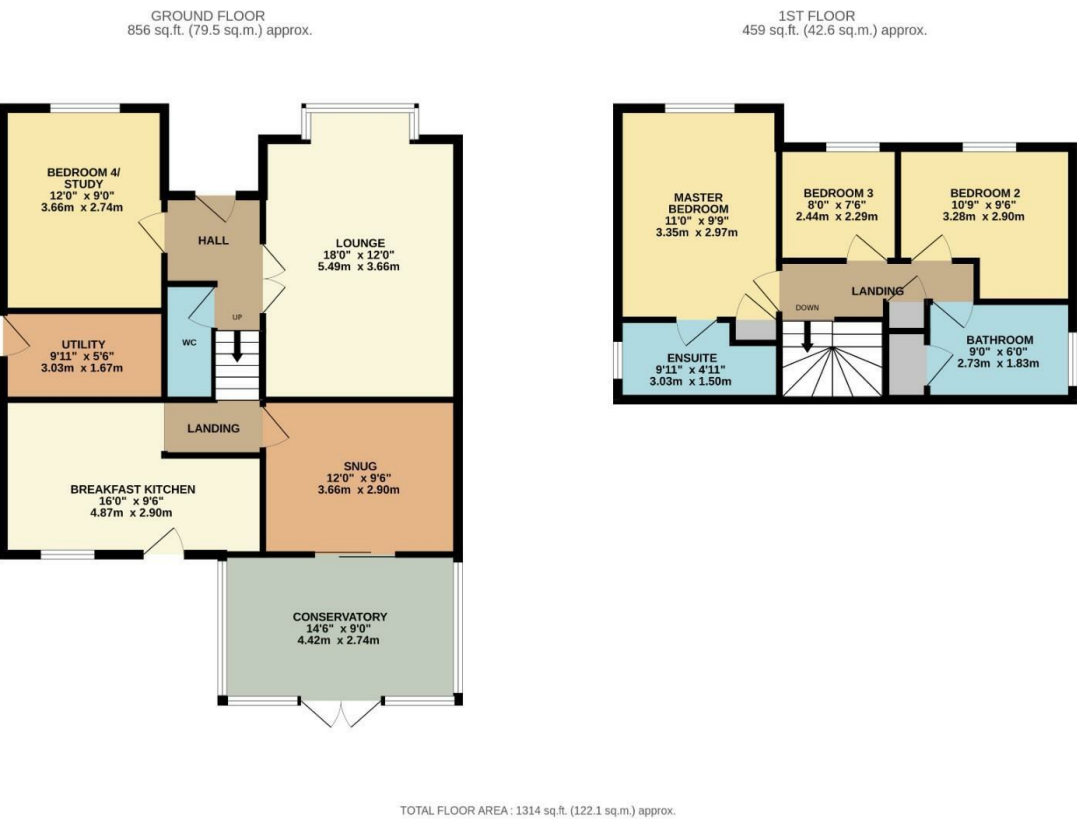 GROUND FLOOR
856 sq.ft. (79.5 sq.m.) approx.
1ST FLOOR
459 sq.ft. (42.6 sq.m.) approx.
BEDROOM 4/
STUDY
12'0" x 9'0"
3.66m x 2.74m
HALL
LOUNGE
18'0" x 12'0"
5.49m x 3.66m
UP
WC
UTILITY
9'11" x 5'6"
3.03m x 1.67m
LANDING
BREAKFAST KITCHEN
16'0" x 9'6"
4.87m x 2.90m
SNUG
12'0" x 9'6"
3.66m x 2.90m
CONSERVATORY
14'6" x 9'0"
4.42m x 2.74m
MASTER
BEDROOM
11'0" x 9'9"
3.35m x 2.97m
BEDROOM 3
8'0" x 7'6"
2.44m x 2.29m
BEDROOM 2
10'9" x 9'6"
3.28m x 2.90m
LANDING
DOWN
ENSUITE
9'11" x 4'11"
3.03m x 1.50m
BATHROOM
9'0" x 6'0"
2.73m x 1.83m
TOTAL FLOOR AREA : 1314 sq.ft. (122.1 sq.m.) approx.